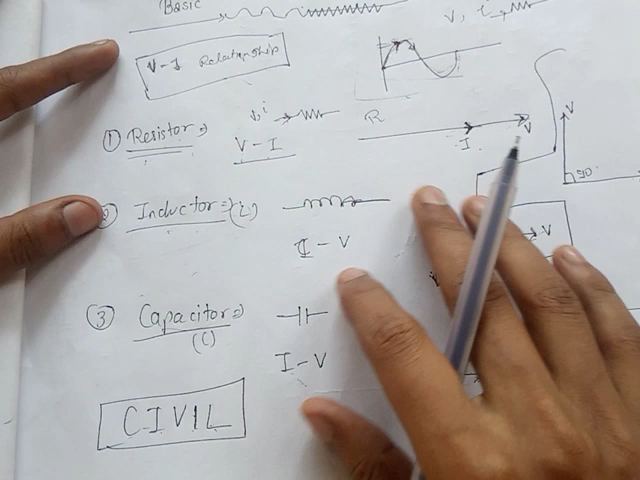 Basic
V, i
V-I Relationship
① Resistor ⇒ V, i R
V-I
I V
V
90°
② Inductor ⇒ (L)
I - V
V
③ Capacitor ⇒
(C)
I - V
CIVIL